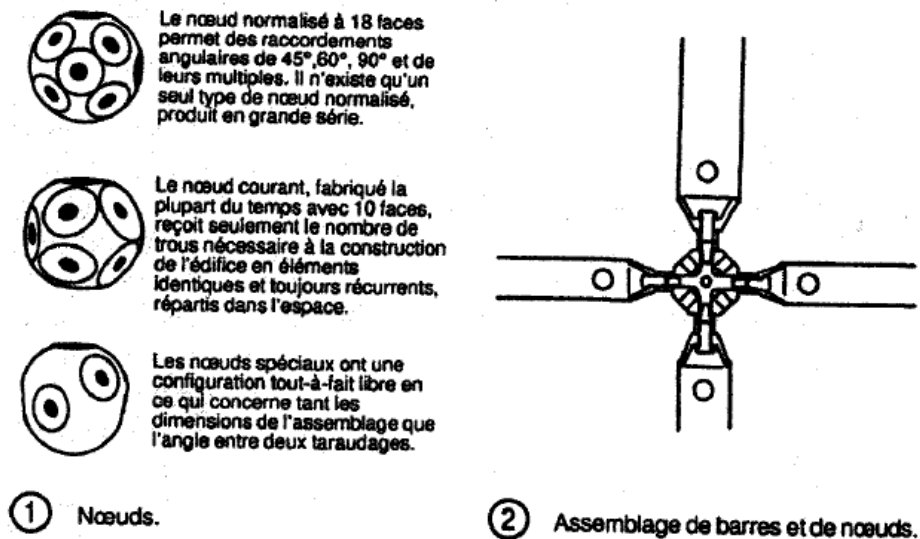 Le nœud normalisé à 18 faces
permet des raccordements
angulaires de 45°,60°, 90° et de
leurs multiples. Il n'existe qu'un
seul type de nœud normalisé,
produit en grande série.
Le nœud courant, fabriqué la
plupart du temps avec 10 faces,
reçoit seulement le nombre de
trous nécessaire à la construction
de l'édifice en éléments
identiques et toujours récurrents,
répartis dans l'espace.
Les nœuds spéciaux ont une
configuration tout-à-fait libre en
ce qui concerne tant les
dimensions de l'assemblage que
l'angle entre deux taraudages.
1 Nœuds.
2 Assemblage de barres et de nœuds.